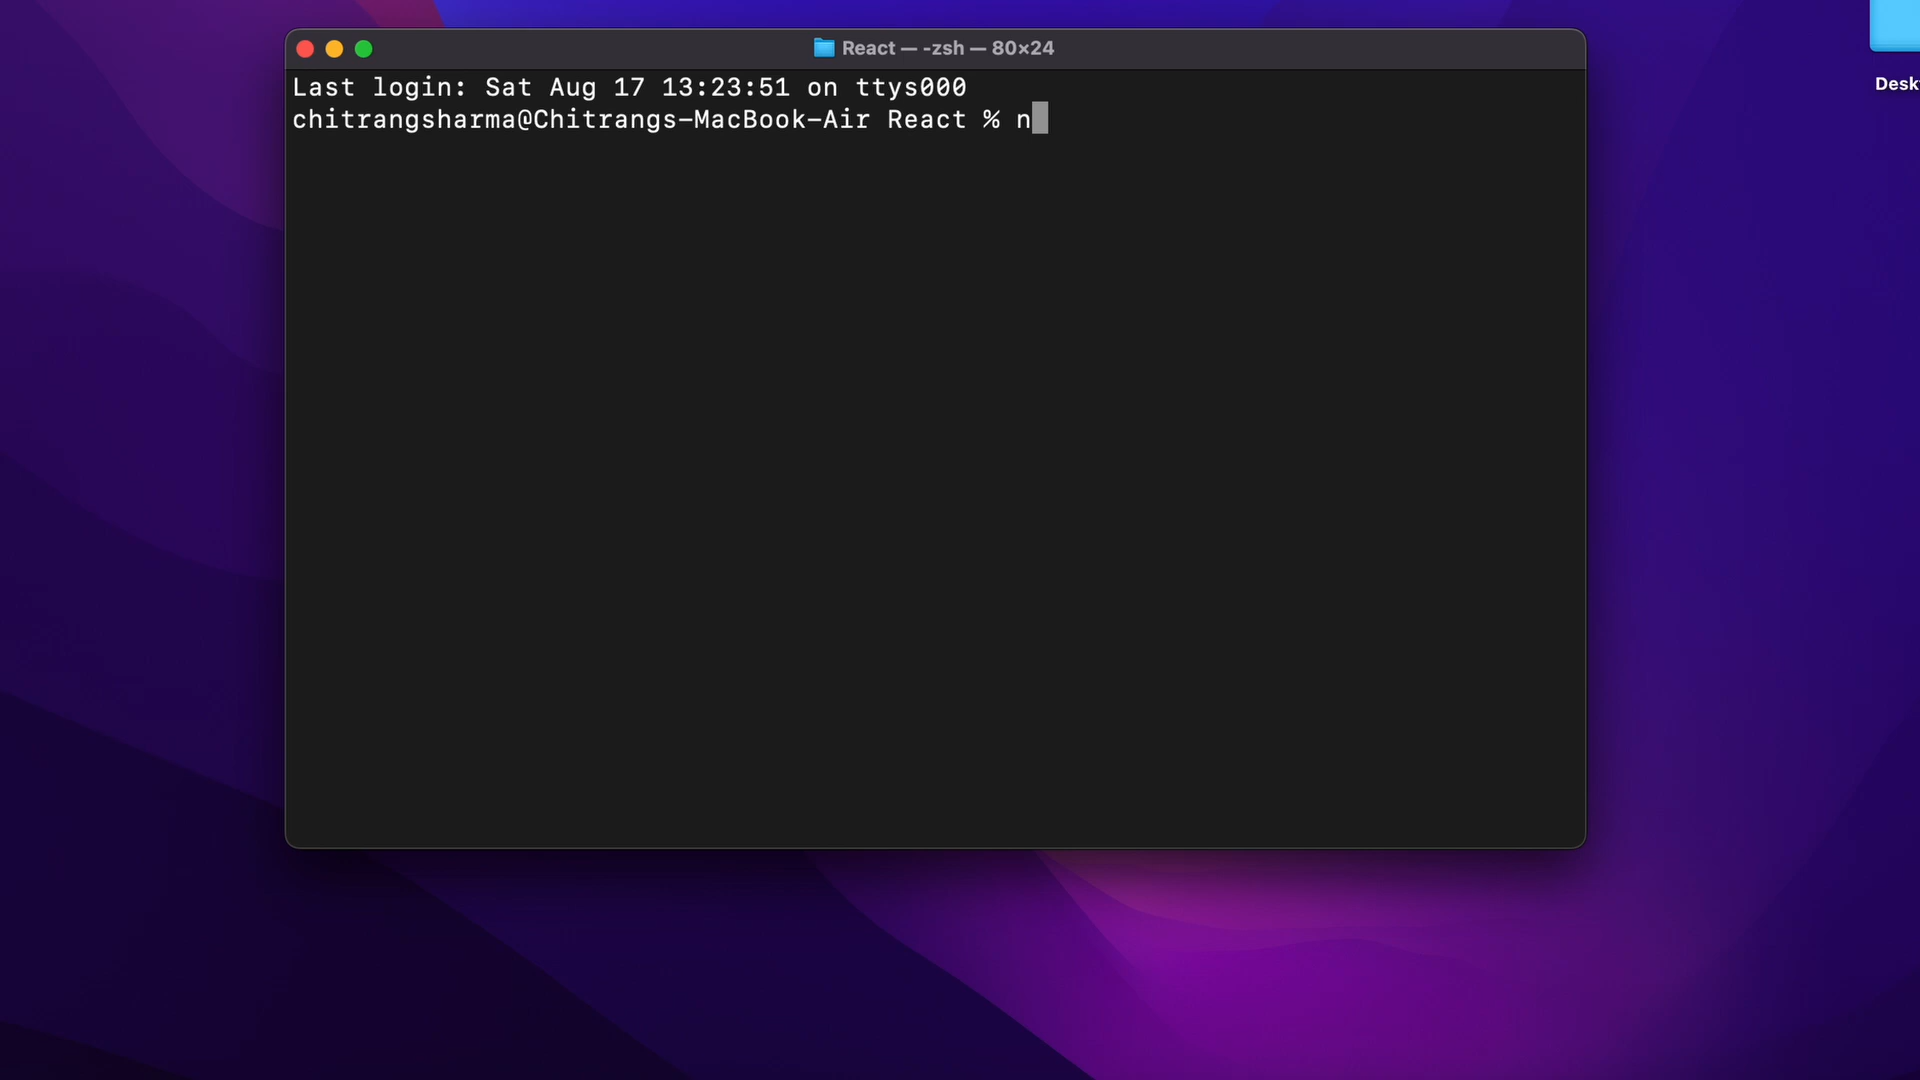 React — -zsh — 80×24
Last login: Sat Aug 17 13:23:51 on ttys000
chitrangsharma@Chitrangs-MacBook-Air React % n
Desk